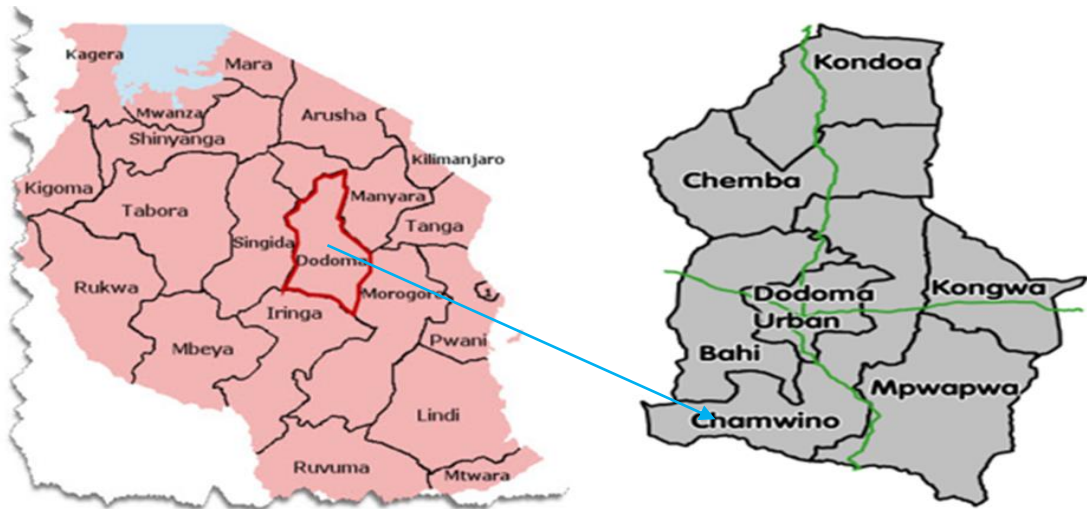 Kagera
Mara
Mwanza
Arusha
Shinyanga
Kilimanjaro
Kigoma
Manyara
Tabora
Tanga
Singida
Dodoma
Rukwa
Morogoro
Iringa
Pwani
Mbeya
Lindi
Ruvuma
Mtwara
Kondoa
Chemba
Dodoma
Urban
Kongwa
Bahi
Mpwapwa
Chamwino